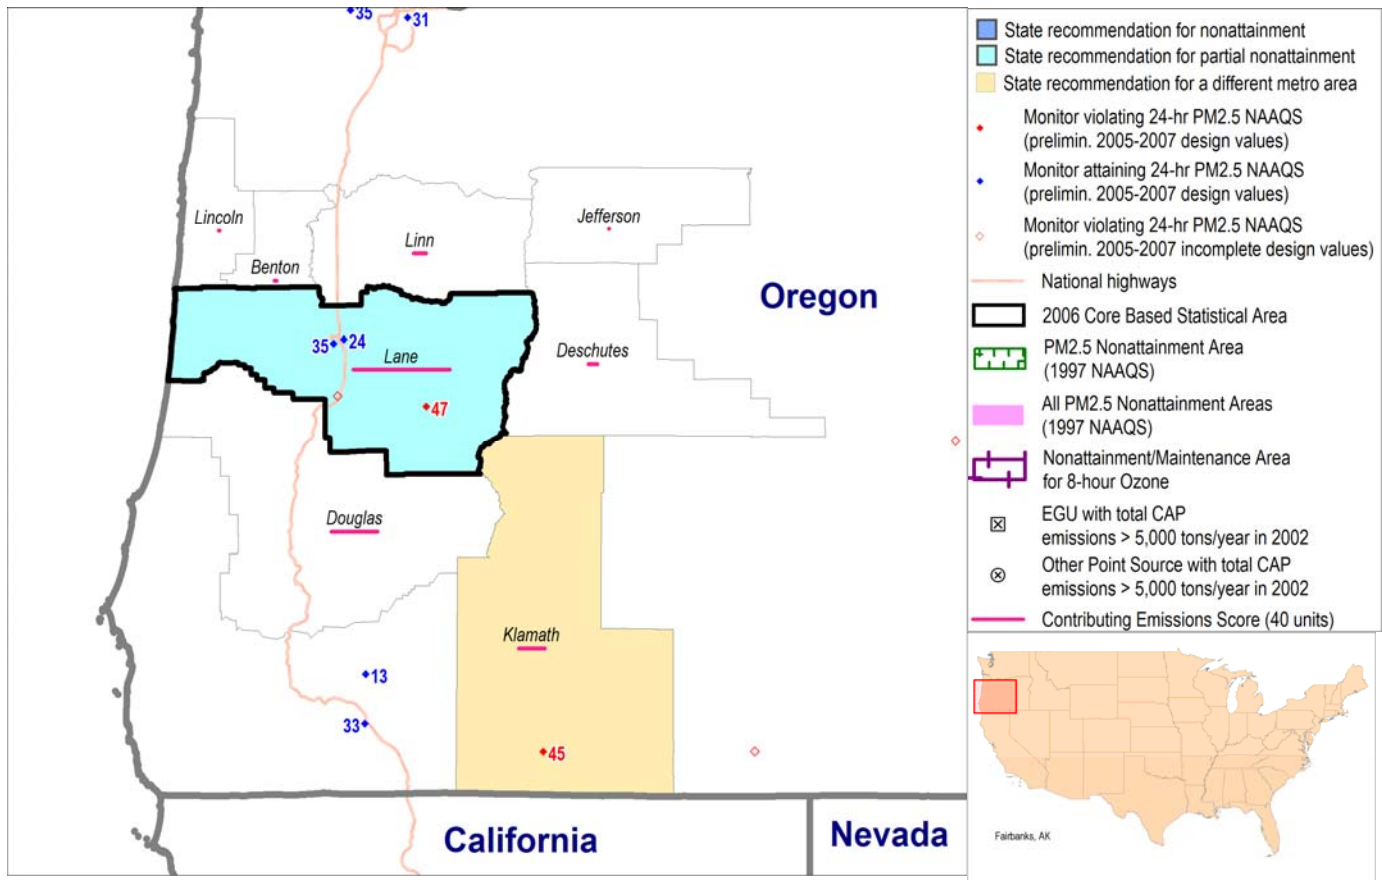 35
31
Lincoln
Jefferson
Linn
Benton
Oregon
35
24
Lane
Deschutes
47
Douglas
Klamath
13
33
45
California
Nevada
State recommendation for nonattainment
State recommendation for partial nonattainment
State recommendation for a different metro area
Monitor violating 24-hr PM2.5 NAAQS
(prelimin. 2005-2007 design values)
Monitor attaining 24-hr PM2.5 NAAQS
(prelimin. 2005-2007 design values)
Monitor violating 24-hr PM2.5 NAAQS
(prelimin. 2005-2007 incomplete design values)
National highways
2006 Core Based Statistical Area
PM2.5 Nonattainment Area
(1997 NAAQS)
All PM2.5 Nonattainment Areas
(1997 NAAQS)
Nonattainment/Maintenance Area
for 8-hour Ozone
EGU with total CAP
emissions > 5,000 tons/year in 2002
Other Point Source with total CAP
emissions > 5,000 tons/year in 2002
Contributing Emissions Score (40 units)
Fairbanks, AK